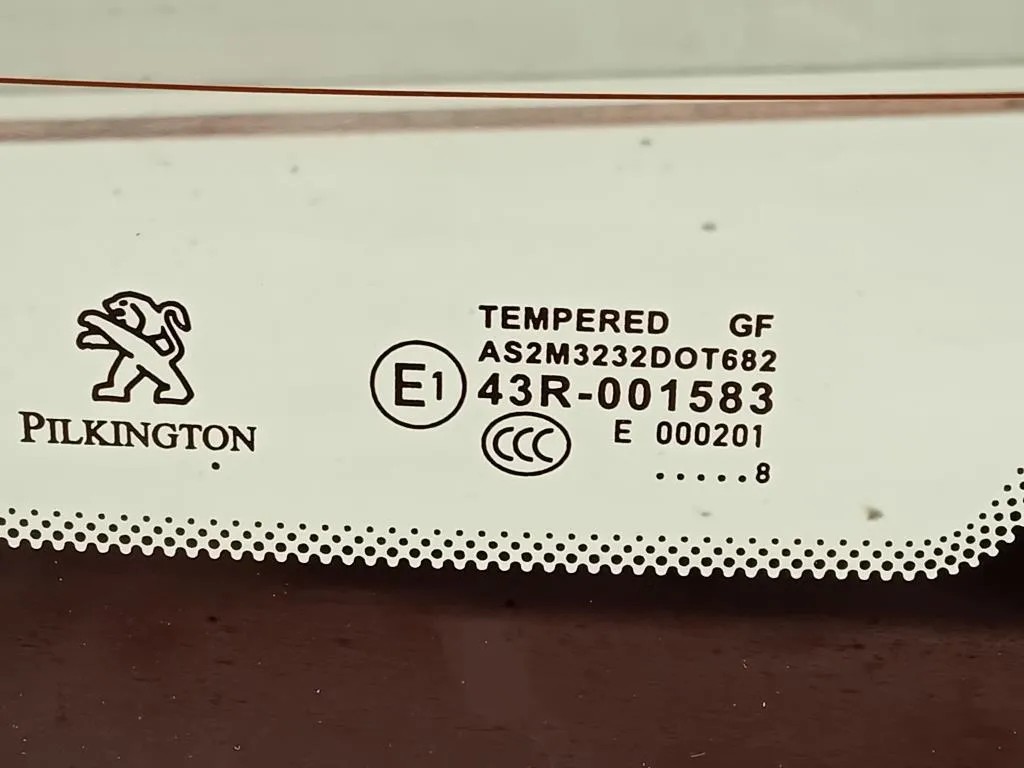 PILKINGTON
TEMPERED GF
AS2M3232DOT682
E1 43R-001583
CCC E 000201
.....8